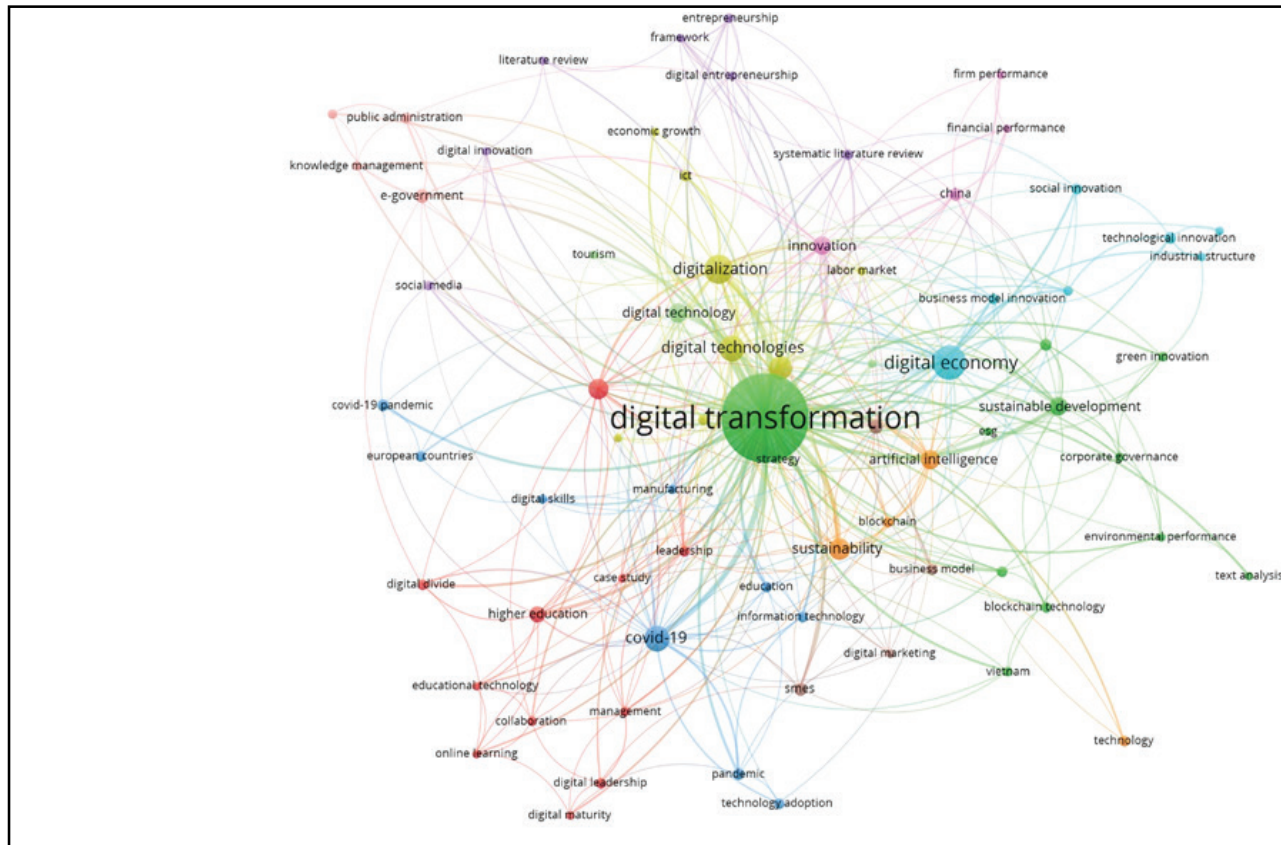 entrepreneurship
framework
literature review
digital entrepreneurship
firm performance
public administration
economic growth
financial performance
knowledge management
digital innovation
systematic literature review
ict
e-government
china
social innovation
technological innovation
innovation
tourism
industrial structure
digitalization
labor market
social media
business model innovation
digital technology
digital technologies
digital economy
green innovation
covid-19 pandemic
sustainable development
digital transformation
esg
european countries
strategy
artificial intelligence
corporate governance
manufacturing
digital skills
blockchain
environmental performance
leadership
sustainability
case study
business model
text analysis
digital divide
education
higher education
information technology
blockchain technology
covid-19
digital marketing
vietnam
educational technology
smes
management
collaboration
technology
online learning
pandemic
digital leadership
technology adoption
digital maturity